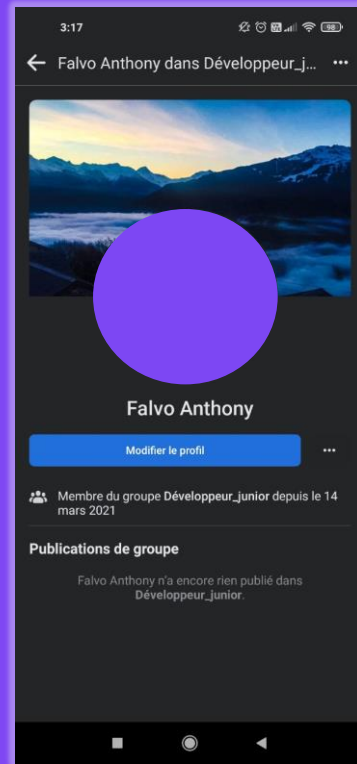 3:17 98
Falvo Anthony dans Développeur_j...
Falvo Anthony
Modifier le profil
Membre du groupe Développeur_junior depuis le 14
mars 2021
Publications de groupe
Falvo Anthony n'a encore rien publié dans
Développeur_junior.